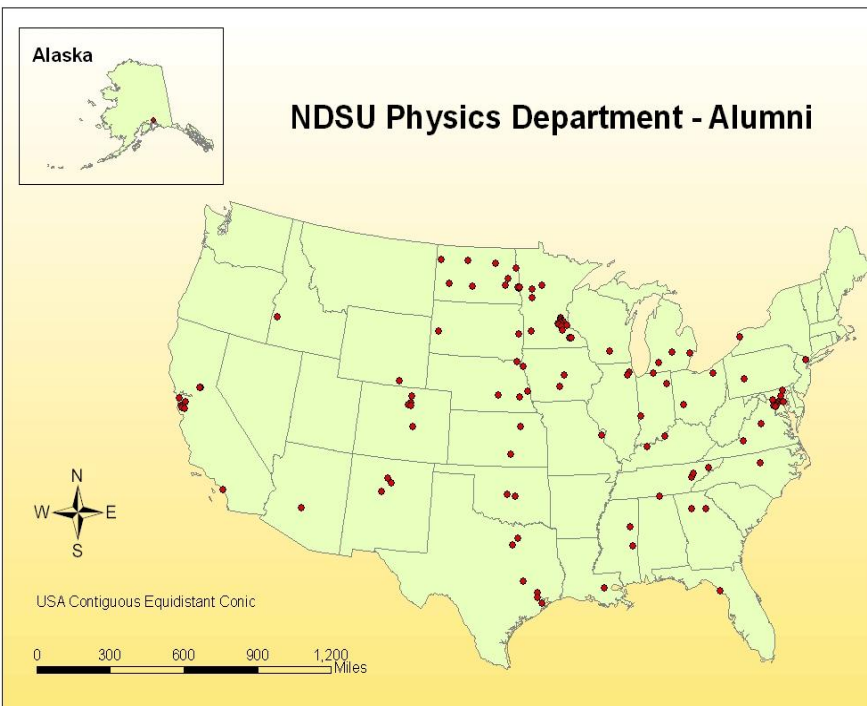 Alaska
NDSU Physics Department - Alumni
N
W E
S
USA Contiguous Equidistant Conic
0 300 600 900 1,200
Miles